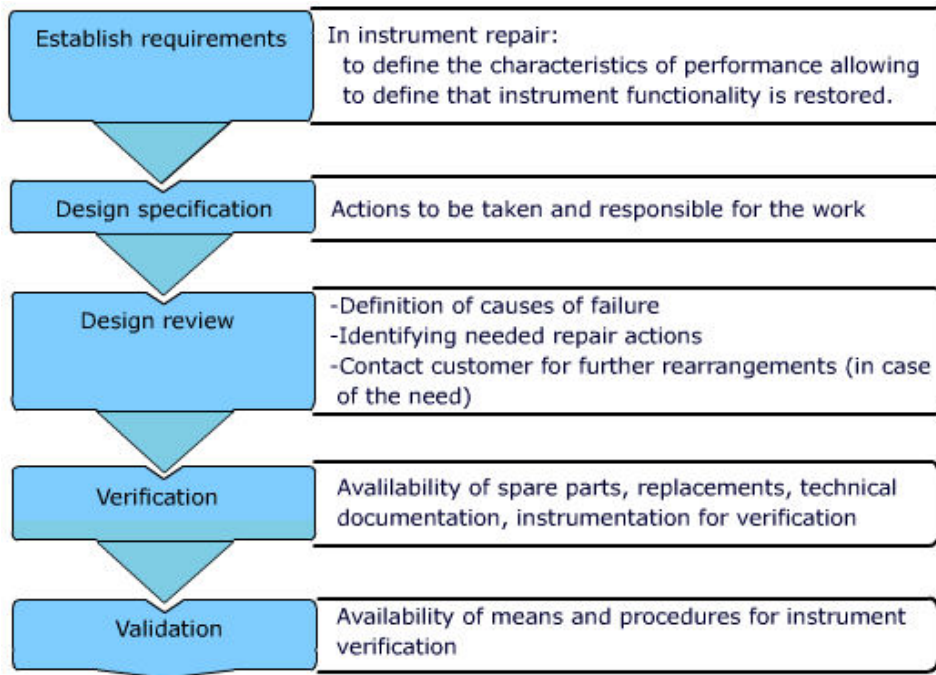 Establish requirements
In instrument repair:
to define the characteristics of performance allowing
to define that instrument functionality is restored.
Design specification
Actions to be taken and responsible for the work
Design review
-Definition of causes of failure
-Identifying needed repair actions
-Contact customer for further rearrangements (in case
of the need)
Verification
Avalilability of spare parts, replacements, technical
documentation, instrumentation for verification
Validation
Availability of means and procedures for instrument
verification